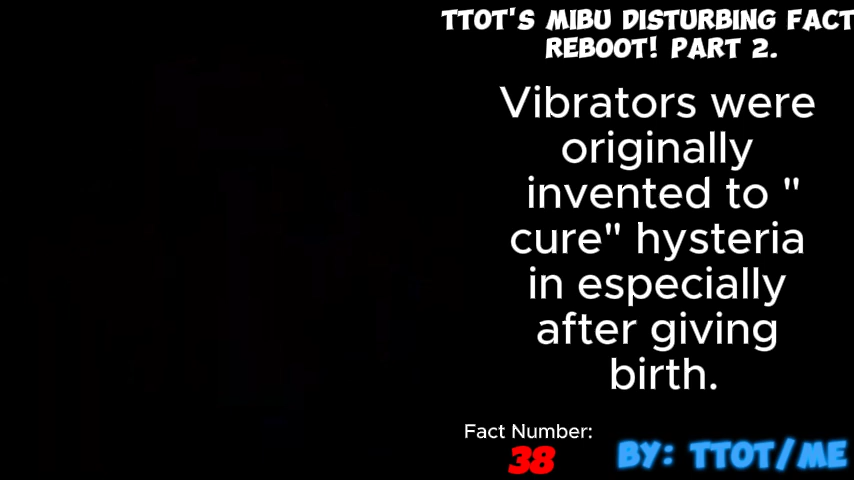 TTOT'S MIBU DISTURBING FACT
REBOOT! PART 2.
Vibrators were
originally
invented to "
cure" hysteria
in especially
after giving
birth.
Fact Number:
38
BY: TTOT/ME